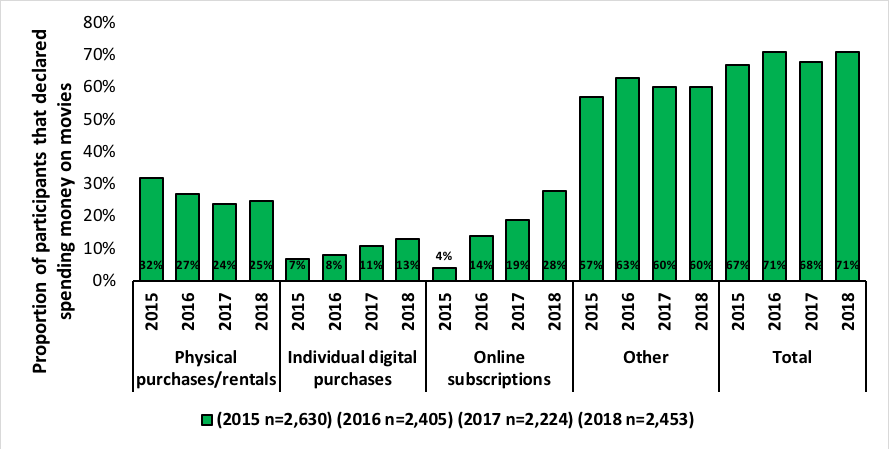 Proportion of participants that declared
spending money on movies
80%
70%
60%
50%
40%
30%
20%
10%
0%
32% 27% 24% 25% 7% 8% 11% 13% 4% 14% 19% 28% 57% 63% 60% 60% 67% 71% 68% 71%
2015 2016 2017 2018 2015 2016 2017 2018 2015 2016 2017 2018 2015 2016 2017 2018 2015 2016 2017 2018
Physical
purchases/rentals
Individual digital
purchases
Online
subscriptions
Other
Total
(2015 n=2,630) (2016 n=2,405) (2017 n=2,224) (2018 n=2,453)